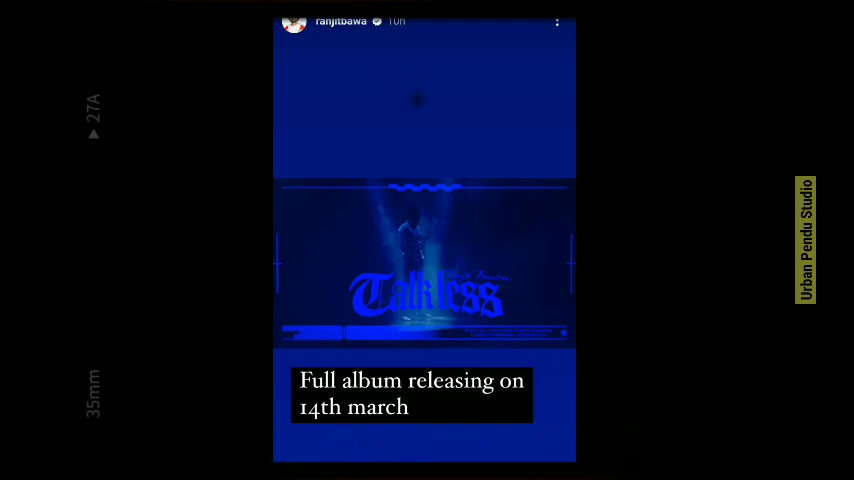 ranjitbawa 10h
27A
35mm
Talkless
Full album releasing on
14th march
Urban Pendu Studio